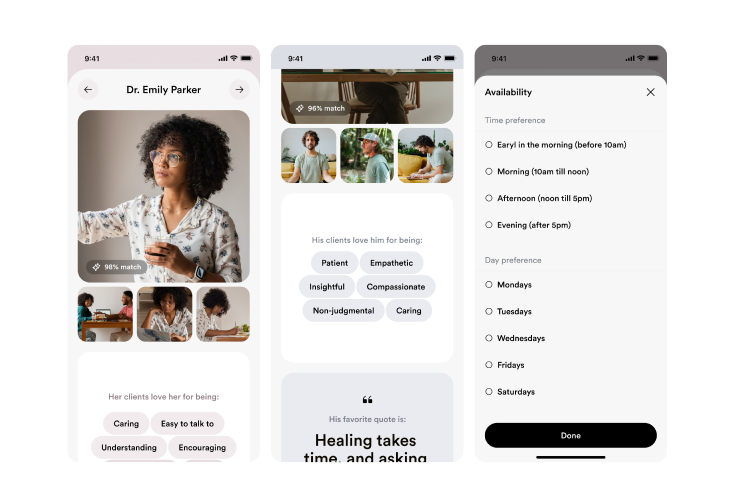 9:41
Dr. Emily Parker
98% match
Her clients love her for being:
Caring Easy to talk to
Understanding Encouraging
9:41
96% match
His clients love him for being:
Patient Empathetic
Insightful Compassionate
Non-judgmental Caring
“
His favorite quote is:
Healing takes
time, and asking
9:41
Availability
Time preference
Earyl in the morning (before 10am)
Morning (10am till noon)
Afternoon (noon till 5pm)
Evening (after 5pm)
Day preference
Mondays
Tuesdays
Wednesdays
Fridays
Saturdays
Done